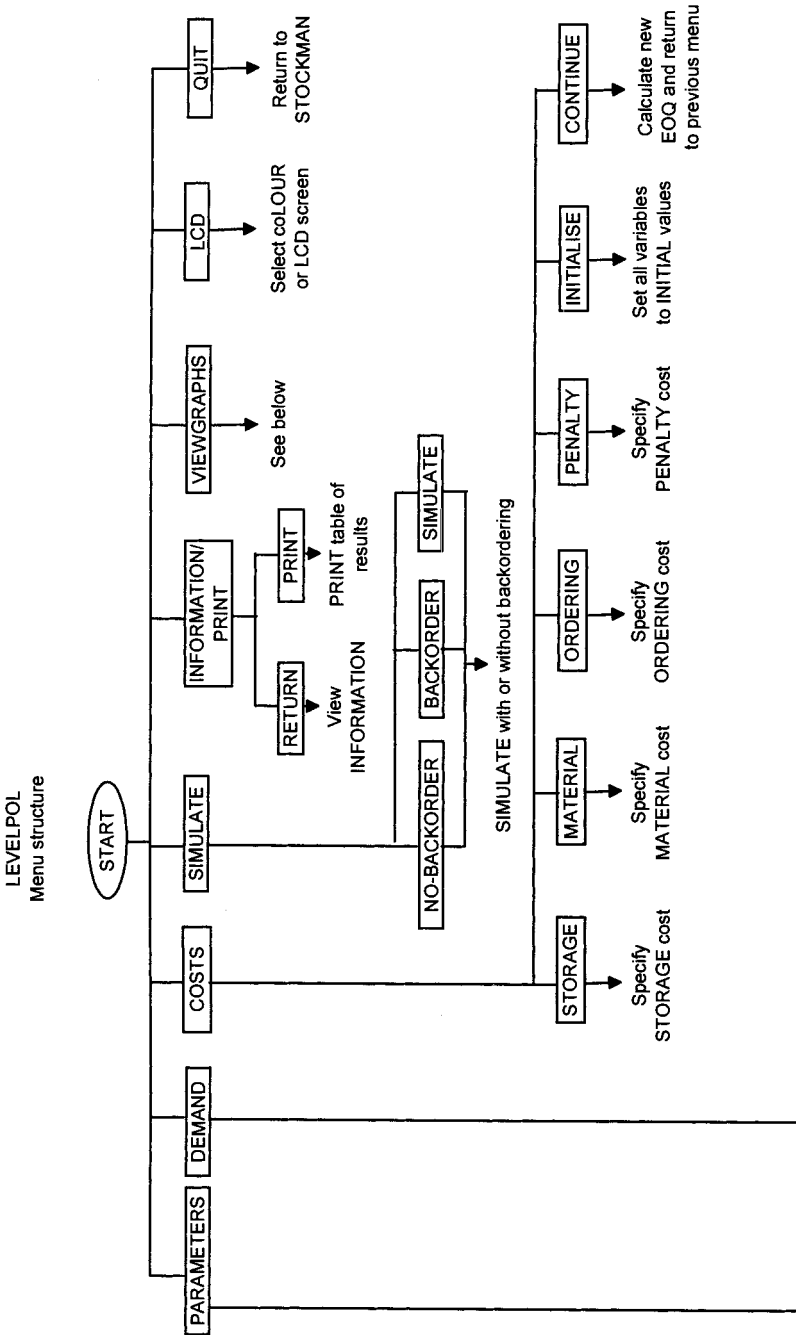 LEVELPOL
Menu structure
START
PARAMETERS
DEMAND
COSTS
SIMULATE
INFORMATION/
PRINT
VIEWGRAPHS
LCD
QUIT
RETURN
PRINT
View
INFORMATION
PRINT table of
results
See below
Select coLOUR
or LCD screen
Return to
STOCKMAN
NO-BACKORDER
BACKORDER
SIMULATE
SIMULATE with or without backordering
STORAGE
MATERIAL
ORDERING
PENALTY
INITIALISE
CONTINUE
Specify
STORAGE cost
Specify
MATERIAL cost
Specify
ORDERING cost
Specify
PENALTY cost
Set all variables
to INITIAL values
Calculate new
EOQ and return
to previous menu